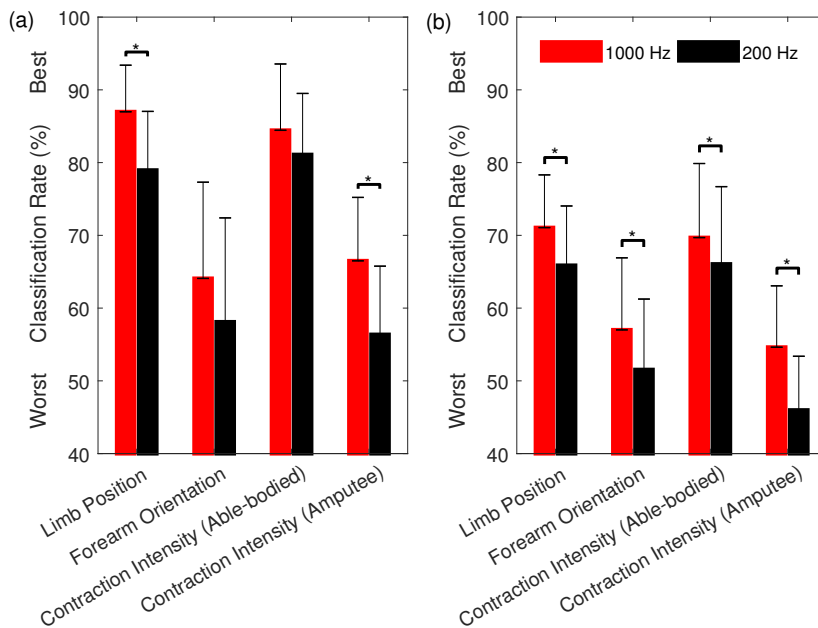 (a)
100
90
80
70
60
50
40
Best
Classification Rate (%)
Worst
*
*
Limb Position
Forearm Orientation
Contraction Intensity (Able-bodied)
Contraction Intensity (Amputee)
(b)
100
90
80
70
60
50
40
Best
Classification Rate (%)
Worst
1000 Hz
200 Hz
*
*
*
*
Limb Position
Forearm Orientation
Contraction Intensity (Able-bodied)
Contraction Intensity (Amputee)